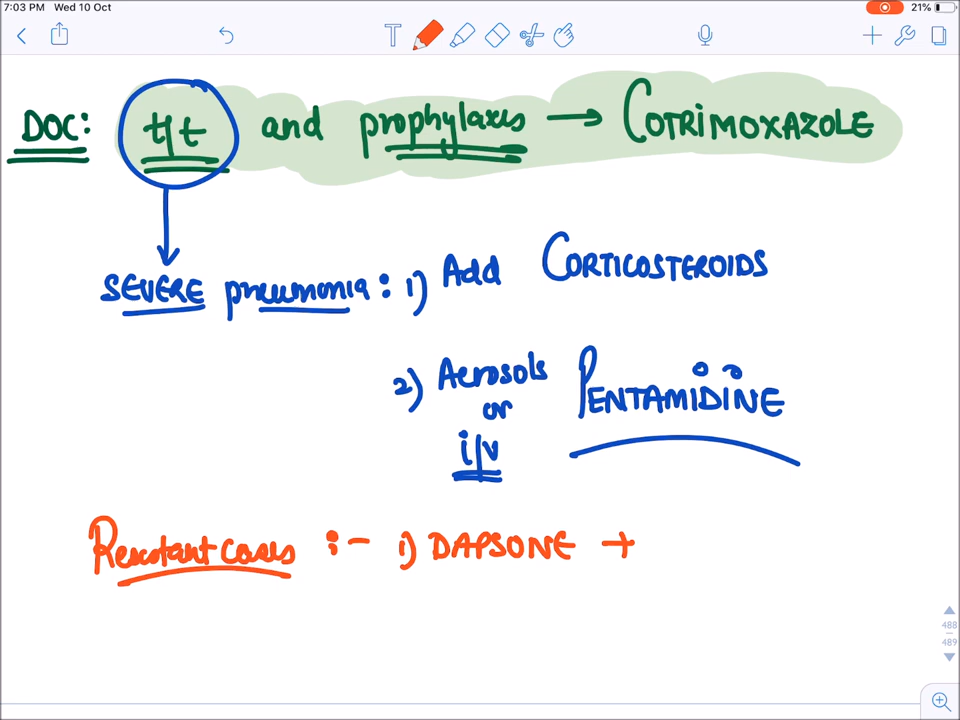 7:03 PM Wed 10 Oct 21%
DOC: t/t and prophylaxis → COTRIMOXAZOLE
SEVERE pneumonia : 1) Add CORTICOSTEROIDS
2) Aerosols or i/v PENTAMIDINE
Resistant cases :- 1) DAPSONE +
488
489